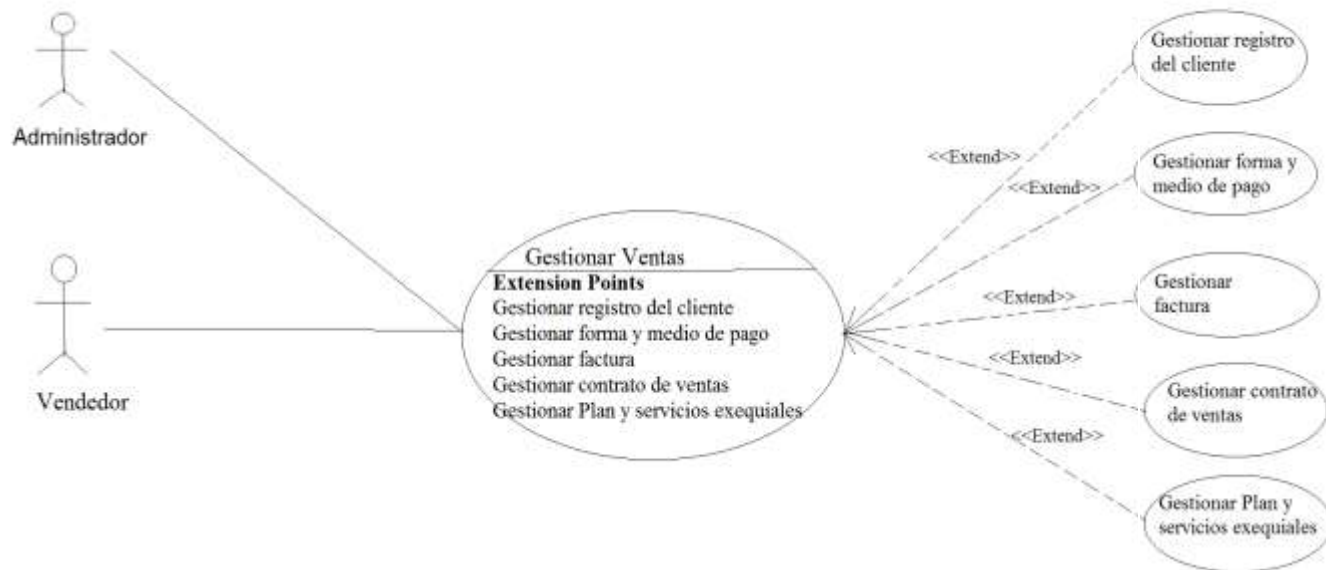 Administrador
Vendedor
Gestionar Ventas
Extension Points
Gestionar registro del cliente
Gestionar forma y medio de pago
Gestionar factura
Gestionar contrato de ventas
Gestionar Plan y servicios exequiales
<<Extend>>
<<Extend>>
<<Extend>>
<<Extend>>
<<Extend>>
Gestionar registro
del cliente
Gestionar forma y
medio de pago
Gestionar
factura
Gestionar contrato
de ventas
Gestionar Plan y
servicios exequiales